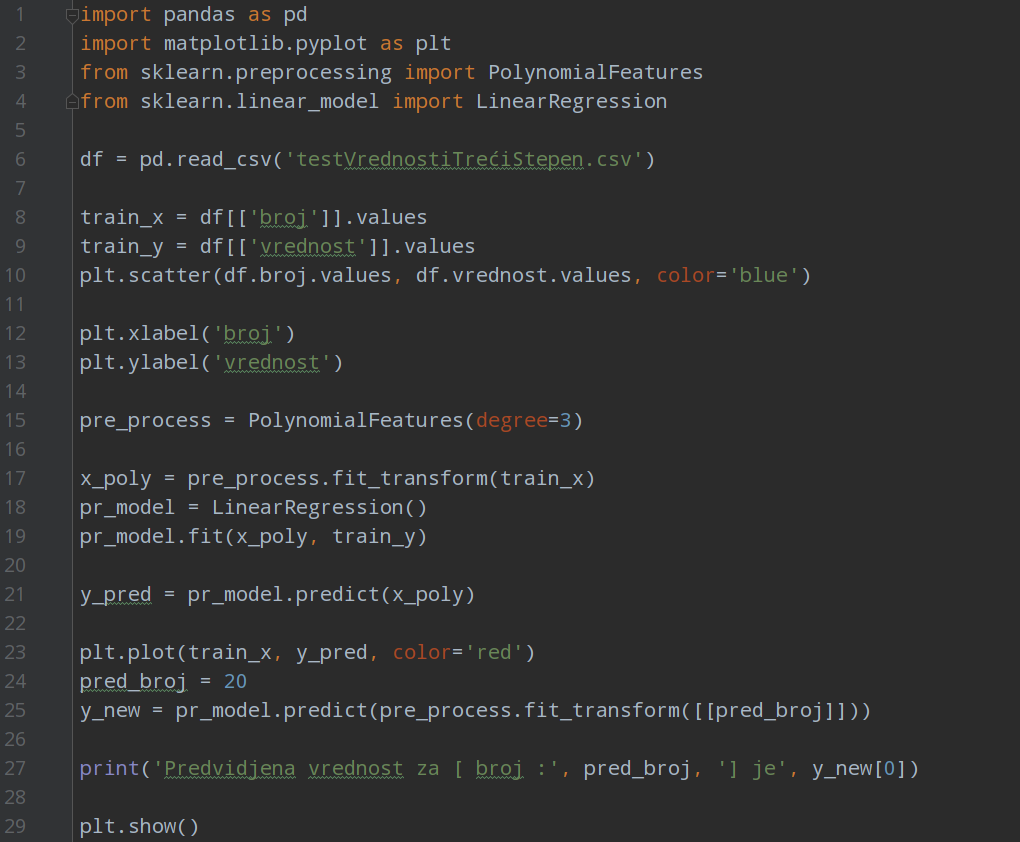 1 import pandas as pd
2 import matplotlib.pyplot as plt
3 from sklearn.preprocessing import PolynomialFeatures
4 from sklearn.linear_model import LinearRegression
5
6 df = pd.read_csv('testVrednostiTrećiStepen.csv')
7
8 train_x = df[['broj']].values
9 train_y = df[['vrednost']].values
10 plt.scatter(df.broj.values, df.vrednost.values, color='blue')
11
12 plt.xlabel('broj')
13 plt.ylabel('vrednost')
14
15 pre_process = PolynomialFeatures(degree=3)
16
17 x_poly = pre_process.fit_transform(train_x)
18 pr_model = LinearRegression()
19 pr_model.fit(x_poly, train_y)
20
21 y_pred = pr_model.predict(x_poly)
22
23 plt.plot(train_x, y_pred, color='red')
24 pred_broj = 20
25 y_new = pr_model.predict(pre_process.fit_transform([[pred_broj]]))
26
27 print('Predvidjena vrednost za [ broj :', pred_broj, '] je', y_new[0])
28
29 plt.show()